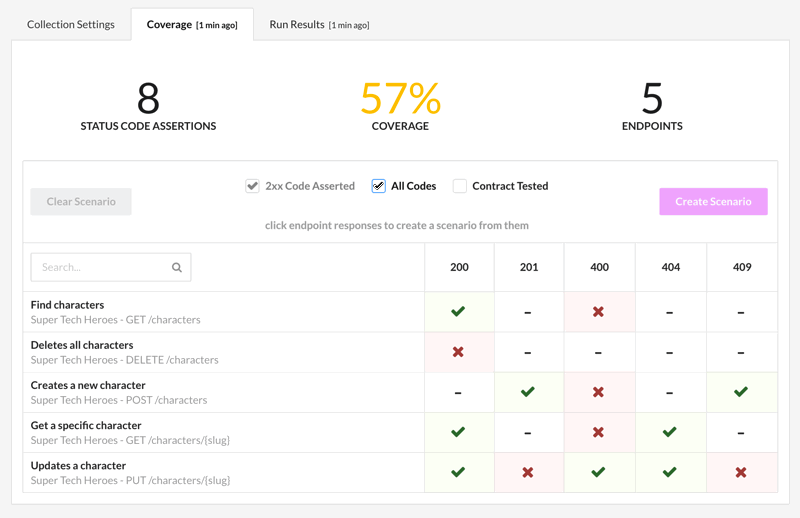 Collection Settings
Coverage [1 min ago]
Run Results [1 min ago]
8
STATUS CODE ASSERTIONS
57%
COVERAGE
5
ENDPOINTS
Clear Scenario
2xx Code Asserted
All Codes
Contract Tested
Create Scenario
click endpoint responses to create a scenario from them
Search...
200
201
400
404
409
Find characters
Super Tech Heroes - GET /characters
–
–
–
Deletes all characters
Super Tech Heroes - DELETE /characters
–
–
–
–
Creates a new character
Super Tech Heroes - POST /characters
–
–
Get a specific character
Super Tech Heroes - GET /characters/{slug}
–
–
Updates a character
Super Tech Heroes - PUT /characters/{slug}